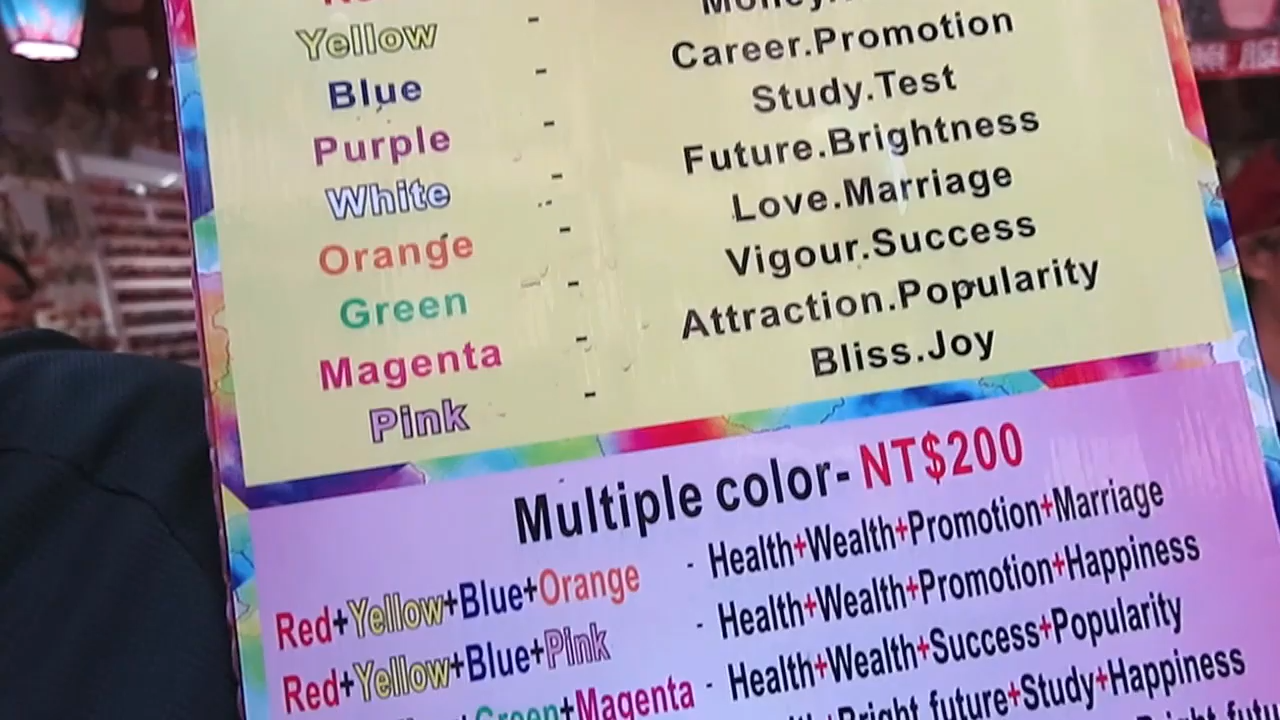 Yellow - Money.
Blue - Career.Promotion
Purple - Study.Test
White - Future.Brightness
Orange - Love.Marriage
Green - Vigour.Success
Magenta - Attraction.Popularity
Pink - Bliss.Joy
Multiple color- NT$200
Red+Yellow+Blue+Orange - Health+Wealth+Promotion+Marriage
Red+Yellow+Blue+Pink - Health+Wealth+Promotion+Happiness
Green+Magenta - Health+Wealth+Success+Popularity
Bright future+Study+Happiness